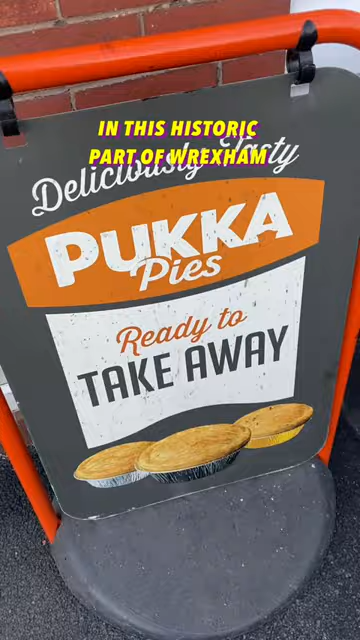 IN THIS HISTORIC
PART OF WREXHAM
Deliciously Tasty
PUKKA
Pies
Ready to
TAKE AWAY